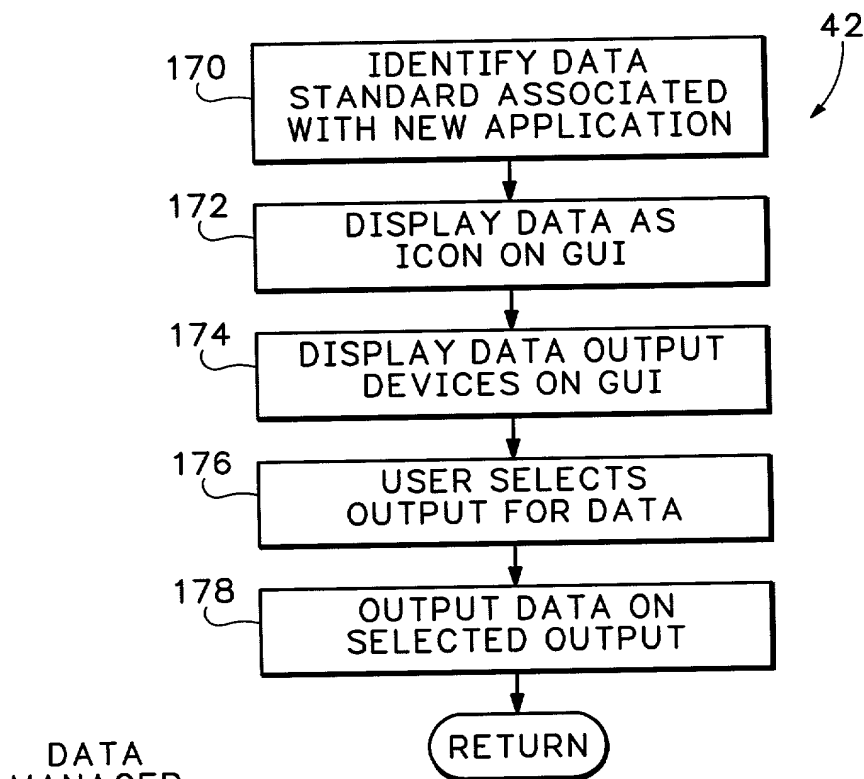 42
170
IDENTIFY DATA
STANDARD ASSOCIATED
WITH NEW APPLICATION
172
DISPLAY DATA AS
ICON ON GUI
174
DISPLAY DATA OUTPUT
DEVICES ON GUI
176
USER SELECTS
OUTPUT FOR DATA
178
OUTPUT DATA ON
SELECTED OUTPUT
RETURN
DATA
MANAGER